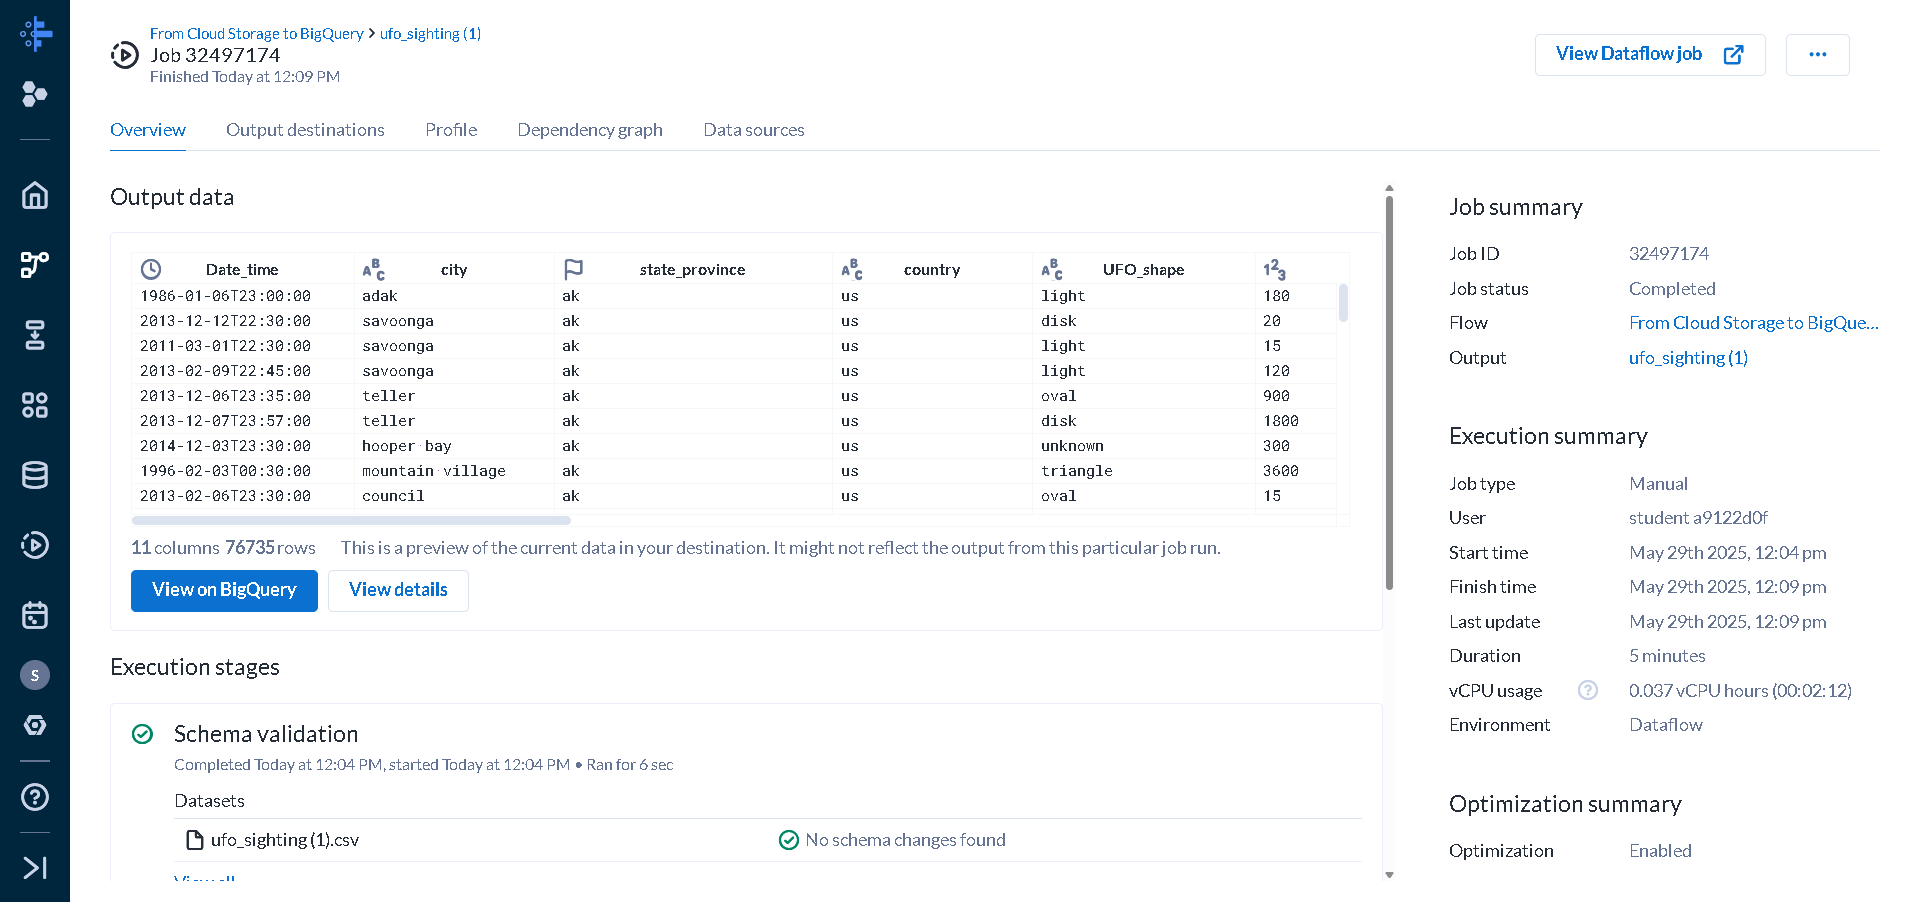 From Cloud Storage to BigQuery > ufo_sighting (1)
Job 32497174
Finished Today at 12:09 PM
View Dataflow job
...
Overview Output destinations Profile Dependency graph Data sources
Output data
Date_time ABC city state_province ABC country ABC UFO_shape 123
1986-01-06T23:00:00 adak ak us light 180
2013-12-12T22:30:00 savoonga ak us disk 20
2011-03-01T22:30:00 savoonga ak us light 15
2013-02-09T22:45:00 savoonga ak us light 120
2013-12-06T23:35:00 teller ak us oval 900
2013-12-07T23:57:00 teller ak us disk 1800
2014-12-03T23:30:00 hooper·bay ak us unknown 300
1996-02-03T00:30:00 mountain·village ak us triangle 3600
2013-02-06T23:30:00 council ak us oval 15
11 columns 76735 rows This is a preview of the current data in your destination. It might not reflect the output from this particular job run.
View on BigQuery View details
Execution stages
Schema validation
Completed Today at 12:04 PM, started Today at 12:04 PM • Ran for 6 sec
Datasets
ufo_sighting (1).csv No schema changes found
View all
Job summary
Job ID 32497174
Job status Completed
Flow From Cloud Storage to BigQue...
Output ufo_sighting (1)
Execution summary
Job type Manual
User student a9122d0f
Start time May 29th 2025, 12:04 pm
Finish time May 29th 2025, 12:09 pm
Last update May 29th 2025, 12:09 pm
Duration 5 minutes
vCPU usage ? 0.037 vCPU hours (00:02:12)
Environment Dataflow
Optimization summary
Optimization Enabled
S
?